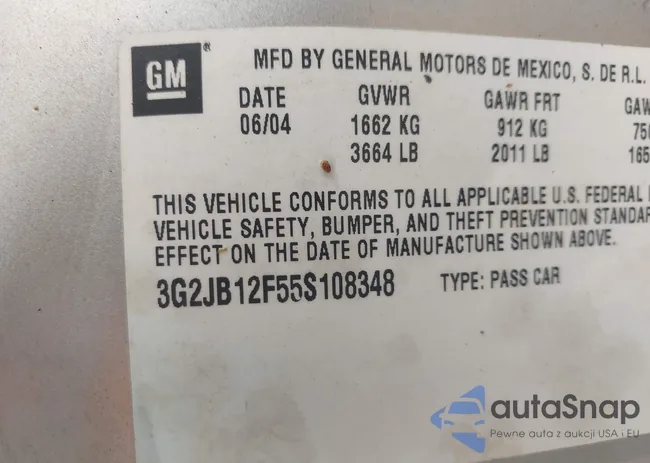 GM
®
MFD BY GENERAL MOTORS DE MEXICO, S. DE R.L.
DATE GVWR GAWR FRT
06/04 1662 KG 912 KG
3664 LB 2011 LB
THIS VEHICLE CONFORMS TO ALL APPLICABLE U.S. FEDERAL
VEHICLE SAFETY, BUMPER, AND THEFT PREVENTION
EFFECT ON THE DATE OF MANUFACTURE SHOWN ABOVE.
3G2JB12F55S108348 TYPE: PASS CAR
autaSnap
Pewne auta z aukcji USA i EU